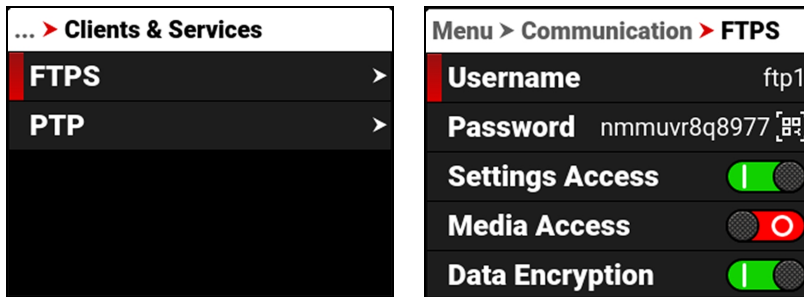 ... ➤ Clients & Services
FTPS
PTP
Menu ➤ Communication ➤ FTPS
Username ftp1
Password nmmuvr8q8977
Settings Access
Media Access
Data Encryption